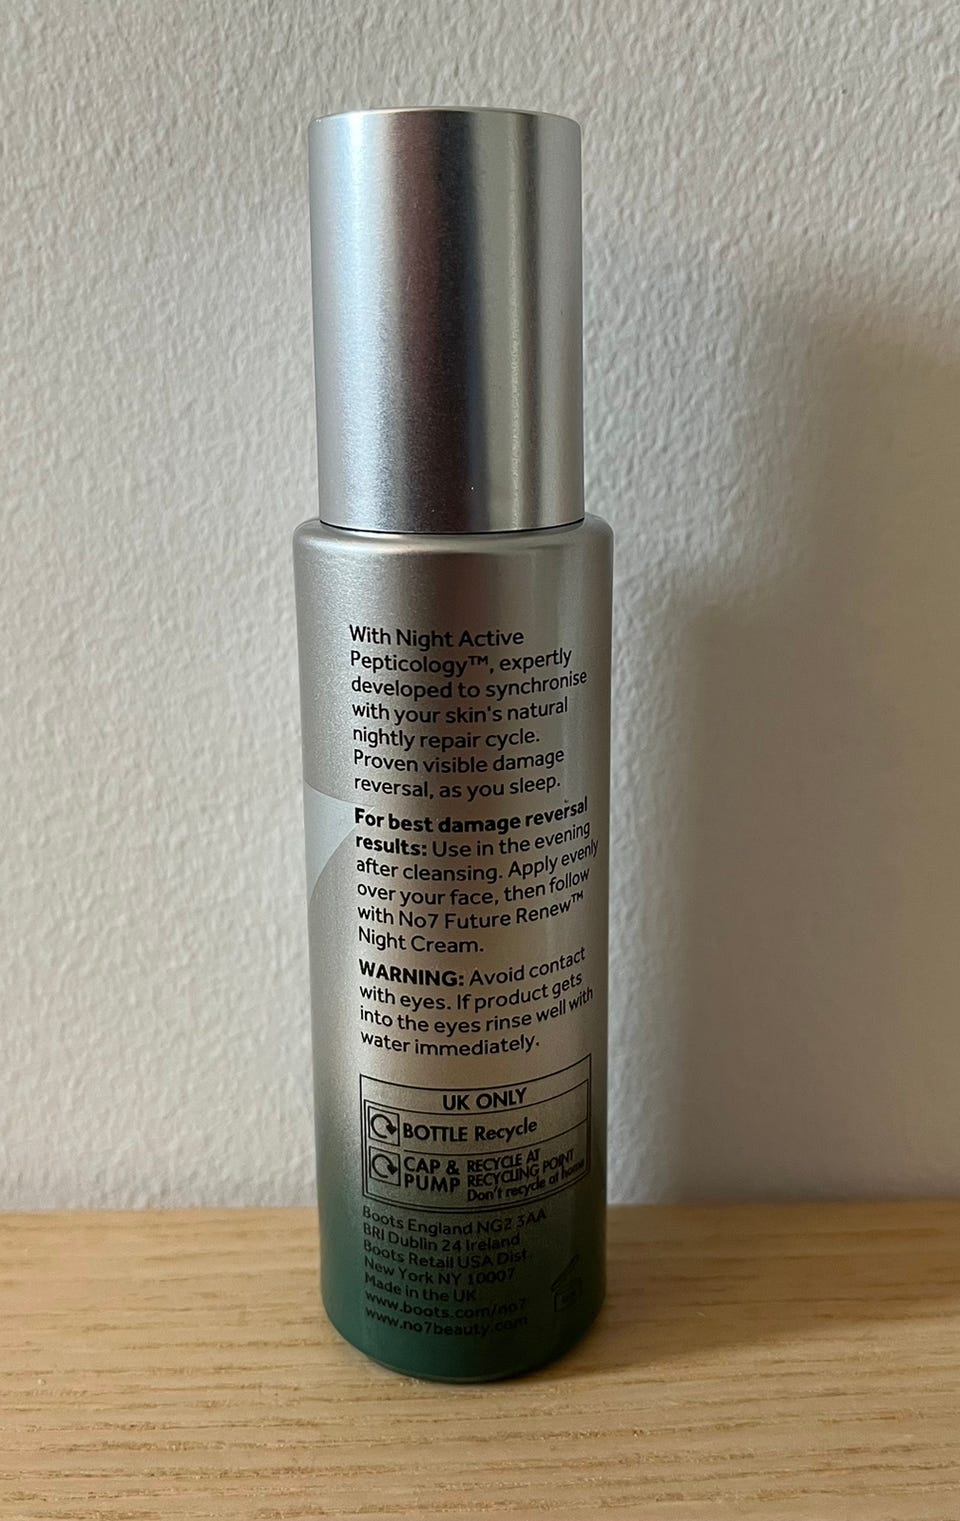 With Night Active
Pepticology™, expertly
developed to synchronise
with your skin's natural
nightly repair cycle.
Proven visible damage
reversal, as you sleep.
For best damage reversal
results: Use in the evening
after cleansing. Apply evenly
over your face, then follow
with No7 Future Renew™
Night Cream.
WARNING: Avoid contact
with eyes. If product gets
into the eyes rinse well with
water immediately.
UK ONLY
BOTTLE Recycle
CAP & PUMP
RECYCLE AT
RECYCLING POINT
Don't recycle at home
Boots England NG2 3AA
BRI Dublin 24 Ireland
Boots Retail USA Dist.
New York NY 10007
Made in the UK
www.boots.com/no7
www.no7beauty.com